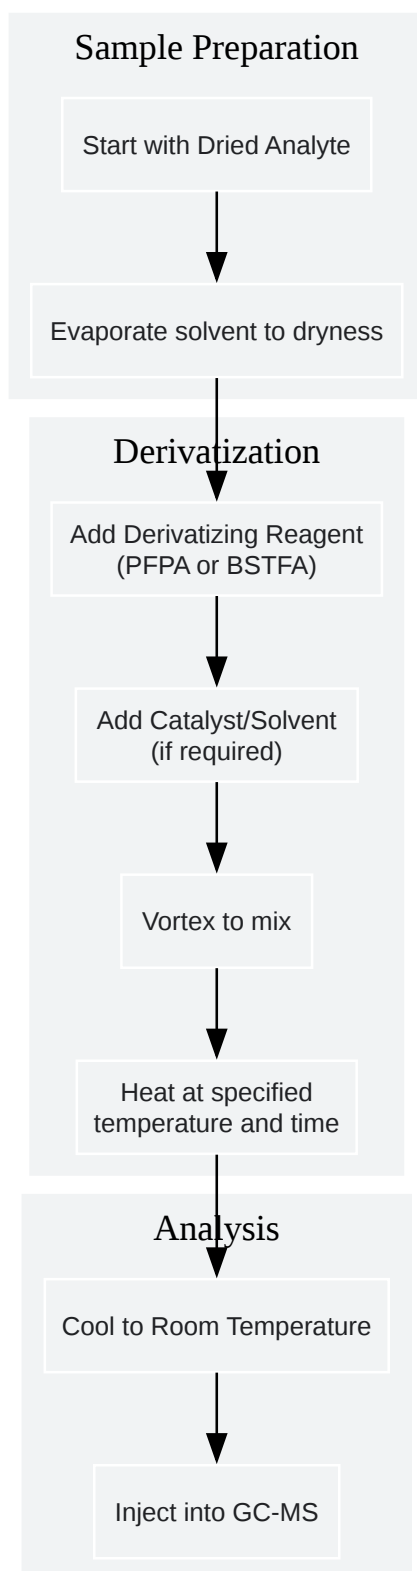 Sample Preparation
Start with Dried Analyte
Evaporate solvent to dryness
Derivatization
Add Derivatizing Reagent
(PFPA or BSTFA)
Add Catalyst/Solvent
(if required)
Vortex to mix
Heat at specified
temperature and time
Analysis
Cool to Room Temperature
Inject into GC-MS